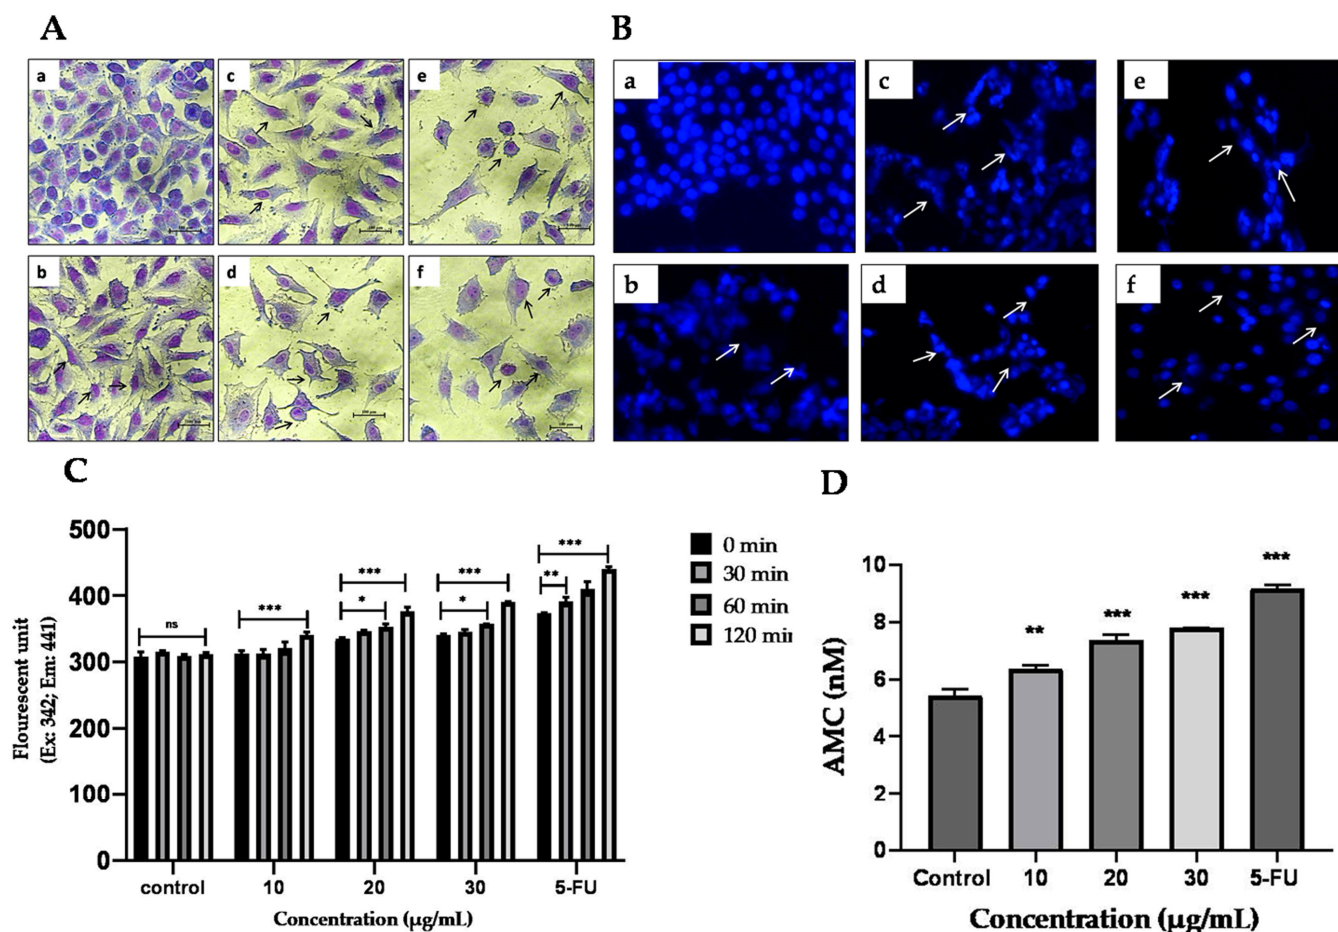 A
B
a
c
e
b
d
f
a
c
e
b
d
f
C
500
400
300
200
100
0
Flourescent unit
(Ex: 342; Em: 441)
ns
***
***
*
***
*
***
**
control
10
20
30
5-FU
Concentration (μg/mL)
0 min
30 min
60 min
120 min
D
10
8
6
4
2
0
AMC (nM)
**
***
***
***
Control
10
20
30
5-FU
Concentration (μg/mL)